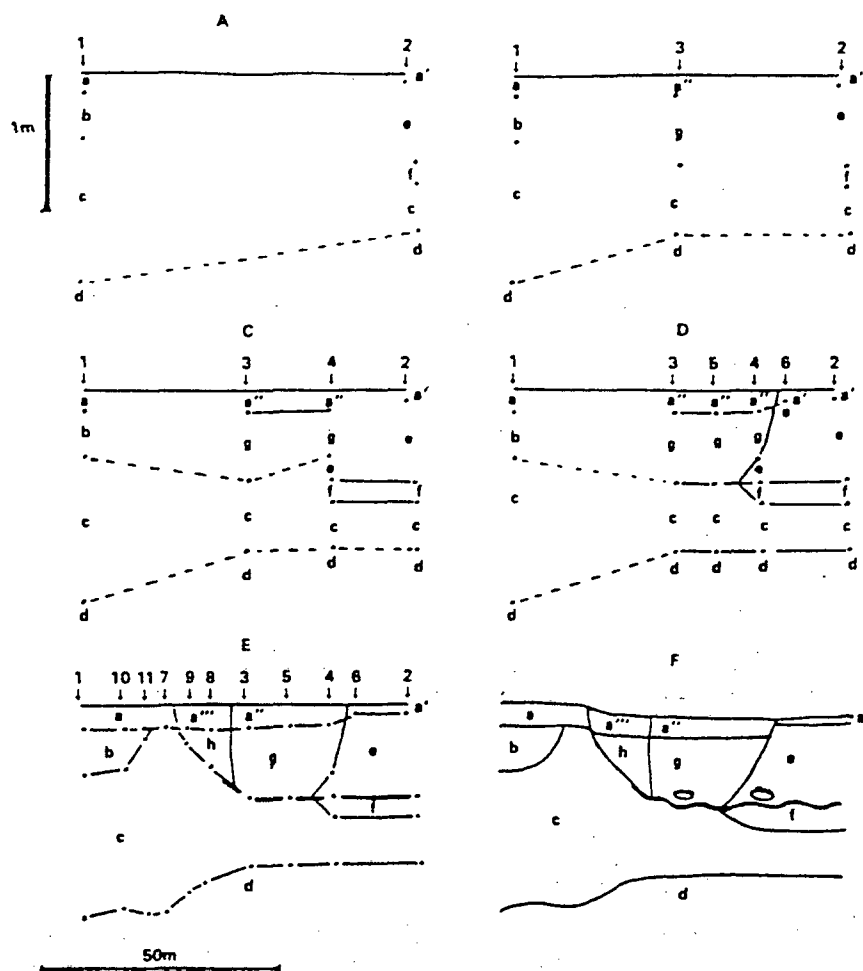 A
1 2 1 3 2
a a' a a'' a'
1m b e b g e
f f
c c c c c
d d d d d
C D
1 3 4 2 1 3 5 4 6 2
a a'' a'' a' a a'' a'' a'' a' a'
b g g e b g g g e e
e e
f f f
c c c c c c c c c
d d d d d d d d d
E F
1 10 11 7 9 8 3 5 4 6 2
a a''' a'' a' a a''' a'' a
b h g e b h g e
f f
c c
d d
50m